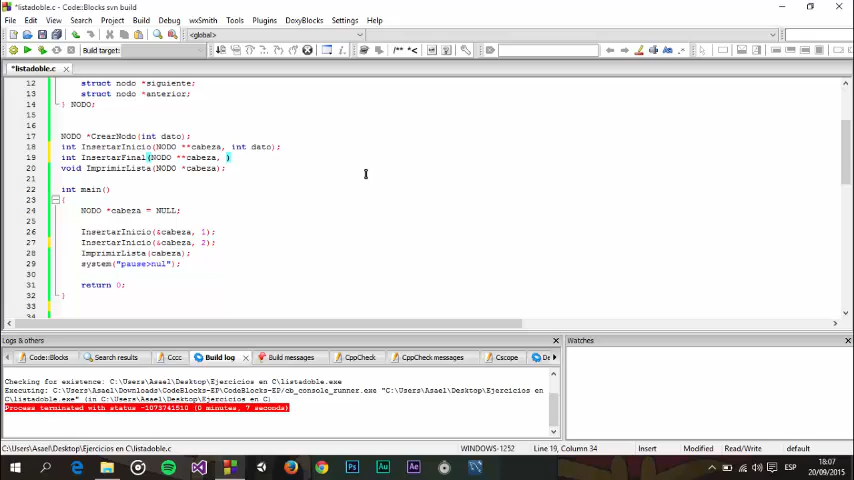 *listadoble.c - Code::Blocks svn build
File Edit View Search Project Build Debug wxSmith Tools Plugins DoxyBlocks Settings Help
Build target:
<global>
/** *<
*listadoble.c
12 struct nodo *siguiente;
13 struct nodo *anterior;
14 } NODO;
15
16
17 NODO *CrearNodo(int dato);
18 int InsertarInicio(NODO **cabeza, int dato);
19 int InsertarFinal(NODO **cabeza, )
20 void ImprimirLista(NODO *cabeza);
21
22 int main()
23 {
24 NODO *cabeza = NULL;
25
26 InsertarInicio(&cabeza, 1);
27 InsertarInicio(&cabeza, 2);
28 ImprimirLista(cabeza);
29 system("pause>nul");
30
31 return 0;
32 }
33
34
Logs & others
Code::Blocks Search results Cccc Build log Build messages CppCheck CppCheck messages Cscope De
Watches
Checking for existence: C:\Users\Asael\Desktop\Ejercicios en C\listadoble.exe
Executing: C:\Users\Asael\Downloads\CodeBlocks-EP\CodeBlocks-EP/cb_console_runner.exe "C:\Users\Asael\Desktop\Ejercicios en
C\listadoble.exe" (in C:\Users\Asael\Desktop\Ejercicios en C)
Process terminated with status -1073741510 (0 minutes, 7 seconds)
C:\Users\Asael\Desktop\Ejercicios en C\listadoble.c WINDOWS-1252 Line 19, Column 34 Insert Modified Read/Write default
Ps Au Ae ESP 18:07
20/09/2015